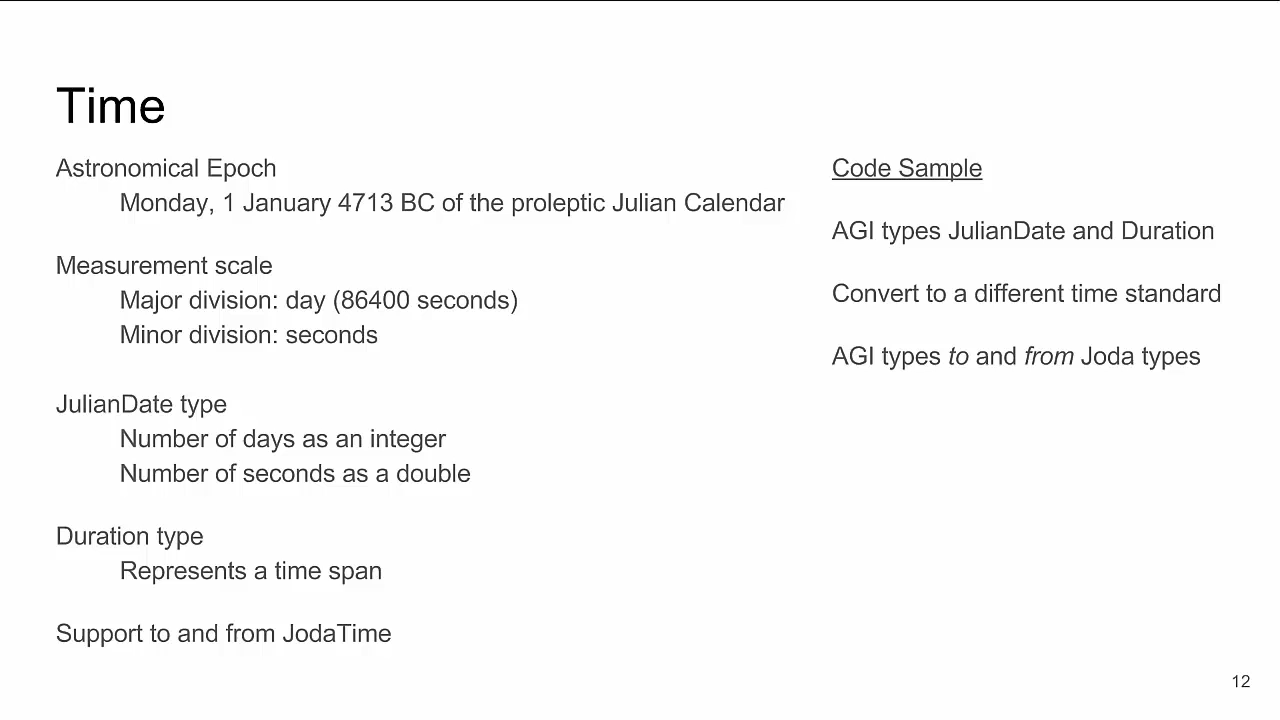 Time
Astronomical Epoch
Monday, 1 January 4713 BC of the proleptic Julian Calendar
Measurement scale
Major division: day (86400 seconds)
Minor division: seconds
JulianDate type
Number of days as an integer
Number of seconds as a double
Duration type
Represents a time span
Support to and from JodaTime
Code Sample
AGI types JulianDate and Duration
Convert to a different time standard
AGI types to and from Joda types
12